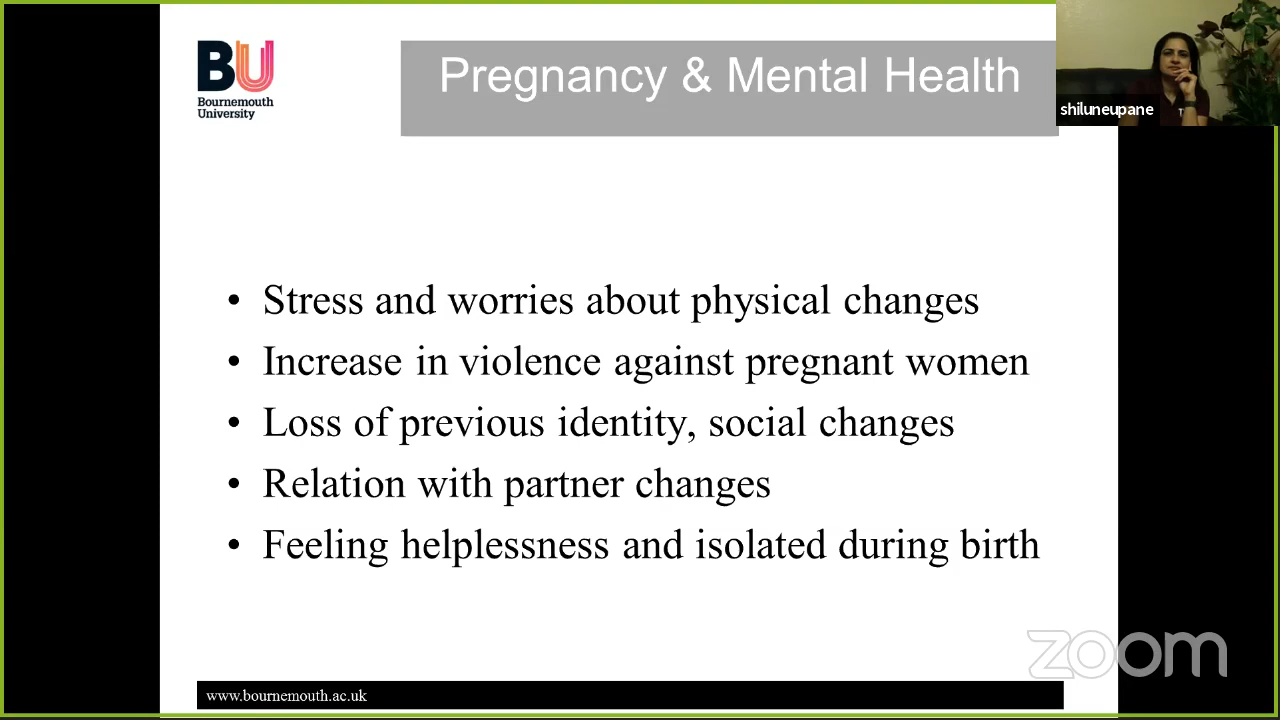 BU
Bournemouth
University
Pregnancy & Mental Health
shiluneupane
• Stress and worries about physical changes
• Increase in violence against pregnant women
• Loss of previous identity, social changes
• Relation with partner changes
• Feeling helplessness and isolated during birth
zoom
www.bournemouth.ac.uk